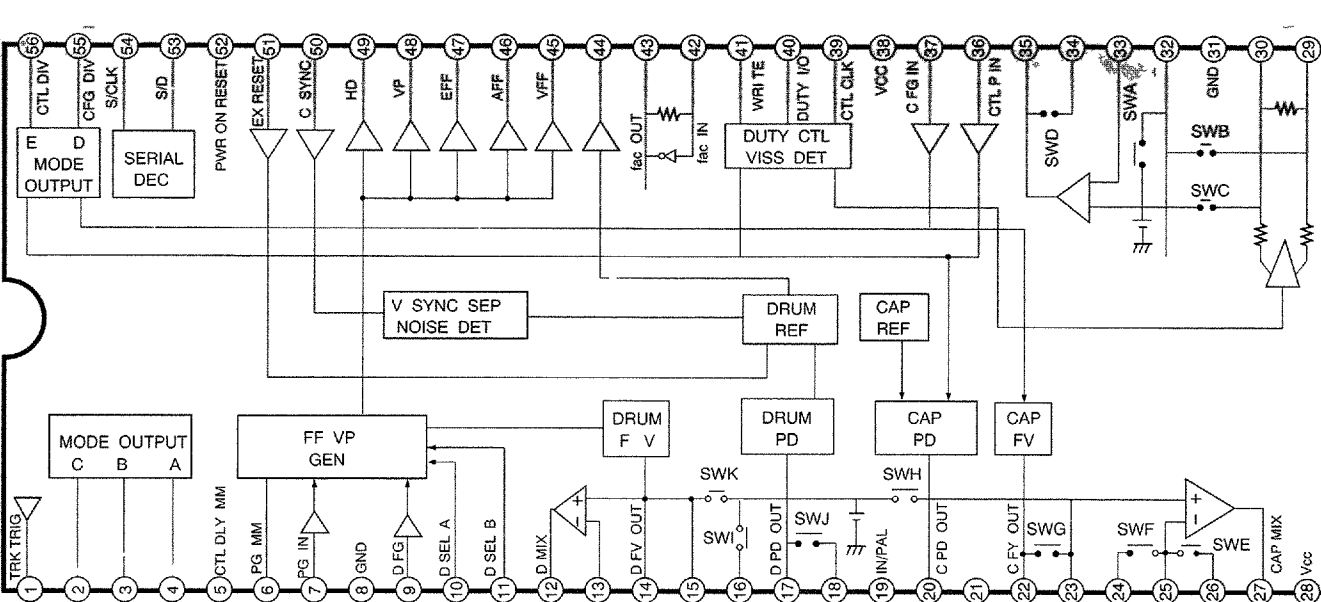 56 55 54 53 52 51 50 49 48 47 46 45 44 43 42 41 40 39 38 37 36 35 34 33 32 31 30 29
CTL DIV
CFG DIV
S/CLK
S/D
PWR ON RESET
EX RESET
C SYNC
HD
VP
EFF
AFF
VFF
fac OUT
fac IN
WRI TE
DUTY I/O
CTL CLK
VCC
C FG IN
CTL P IN
SWD
SWA
GND
SWB
SWC
E D
MODE
OUTPUT
SERIAL
DEC
DUTY CTL
VISS DET
V SYNC SEP
NOISE DET
DRUM
REF
CAP
REF
MODE OUTPUT
C B A
FF VP
GEN
DRUM
F V
DRUM
PD
CAP
PD
CAP
FV
SWK
SWH
SWI
SWJ
SWG
SWF
SWE
+
-
+
-
TRK TRIG
CTL DLY MM
PG MM
PG IN
GND
D FG
D SEL A
D SEL B
D MIX
D FV OUT
D PD OUT
IN/PAL
C PD OUT
C FY OUT
CAP MIX
Vcc
1 2 3 4 5 6 7 8 9 10 11 12 13 14 15 16 17 18 19 20 21 22 23 24 25 26 27 28